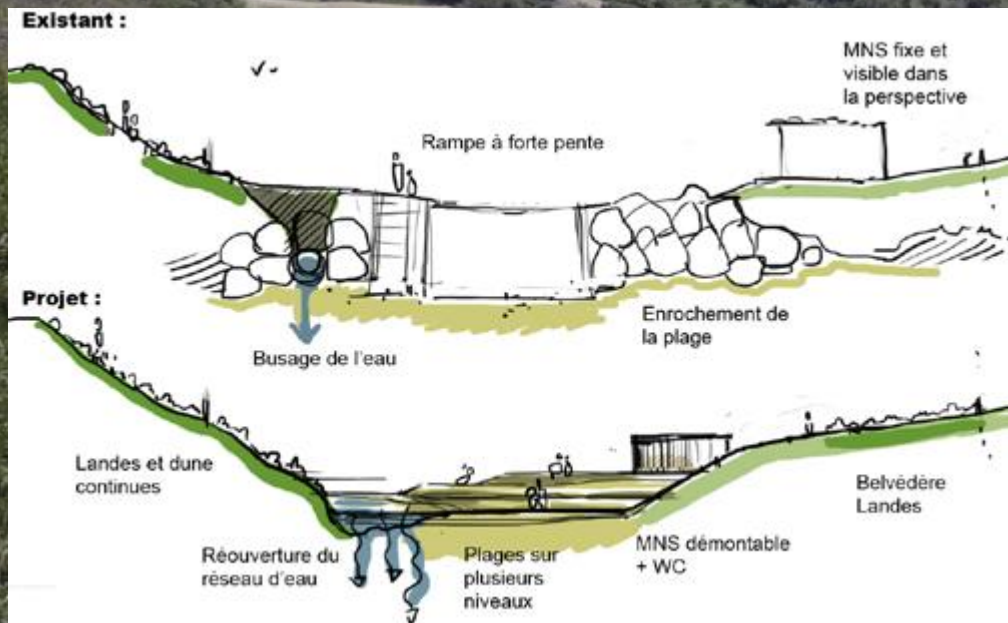 Existant :
MNS fixe et
visible dans
la perspective
Rampe à forte pente
Projet :
Enrochement de
la plage
Busage de l'eau
Landes et dune
continues
Belvédère
Landes
Réouverture du
réseau d'eau
Plages sur
plusieurs
niveaux
MNS démontable
+ WC